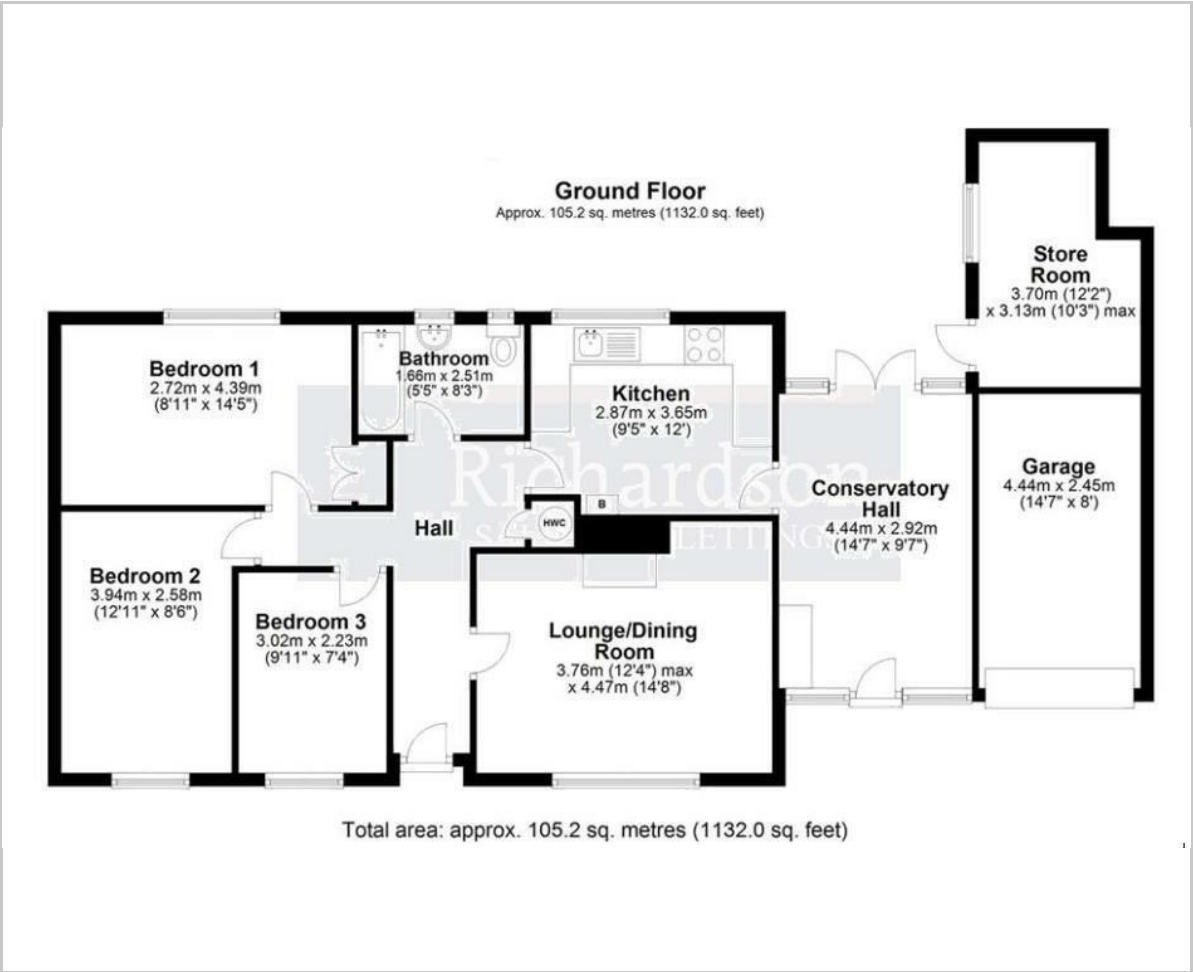 Ground Floor
Approx. 105.2 sq. metres (1132.0 sq. feet)
Store
Room
3.70m (12'2")
x 3.13m (10'3") max
Bedroom 1
2.72m x 4.39m
(8'11" x 14'5")
Bathroom
1.66m x 2.51m
(5'5" x 8'3")
Kitchen
2.87m x 3.65m
(9'5" x 12')
Richardson
LETTINGS
B
HWC
Hall
Conservatory
Hall
4.44m x 2.92m
(14'7" x 9'7")
Garage
4.44m x 2.45m
(14'7" x 8')
Bedroom 2
3.94m x 2.58m
(12'11" x 8'6")
Bedroom 3
3.02m x 2.23m
(9'11" x 7'4")
Lounge/Dining
Room
3.76m (12'4") max
x 4.47m (14'8")
Total area: approx. 105.2 sq. metres (1132.0 sq. feet)